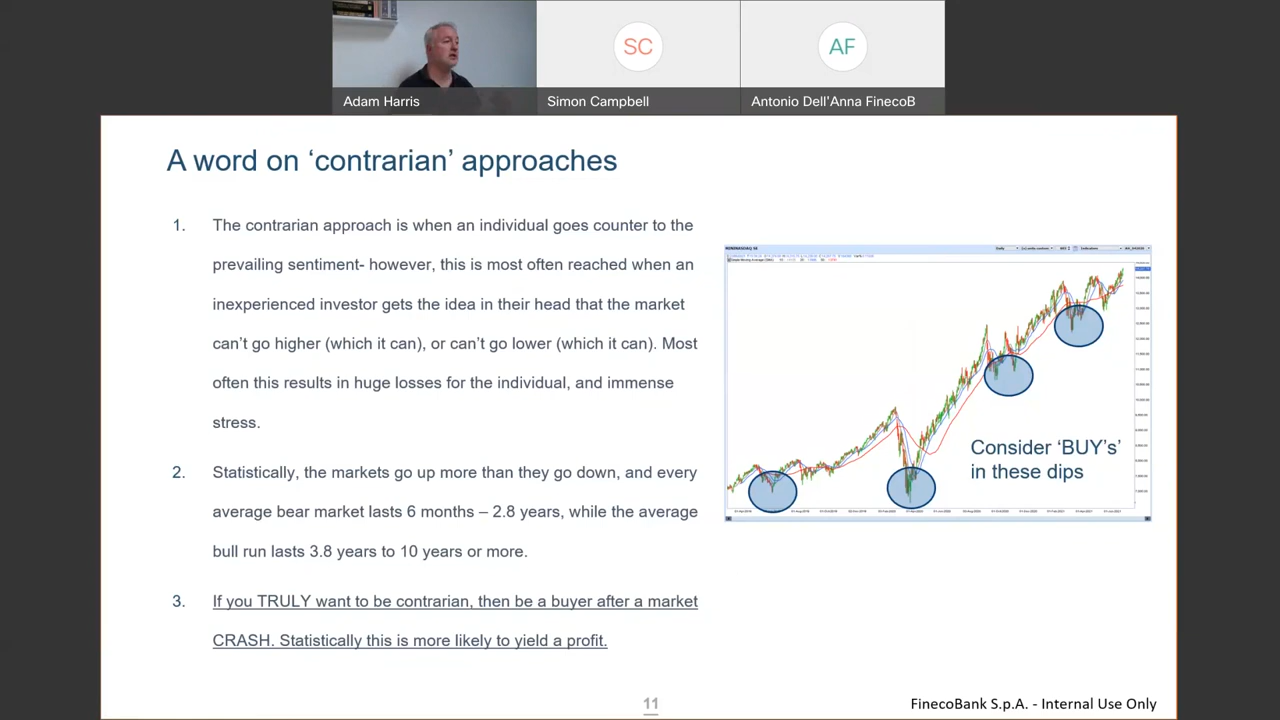 SC
AF
Adam Harris
Simon Campbell
Antonio Dell'Anna FinecoB
A word on ‘contrarian’ approaches
1. The contrarian approach is when an individual goes counter to the
prevailing sentiment- however, this is most often reached when an
inexperienced investor gets the idea in their head that the market
can’t go higher (which it can), or can’t go lower (which it can). Most
often this results in huge losses for the individual, and immense
stress.
2. Statistically, the markets go up more than they go down, and every
average bear market lasts 6 months – 2.8 years, while the average
bull run lasts 3.8 years to 10 years or more.
3. If you TRULY want to be contrarian, then be a buyer after a market
CRASH. Statistically this is more likely to yield a profit.
Consider ‘BUY’s’
in these dips
11
FinecoBank S.p.A. - Internal Use Only